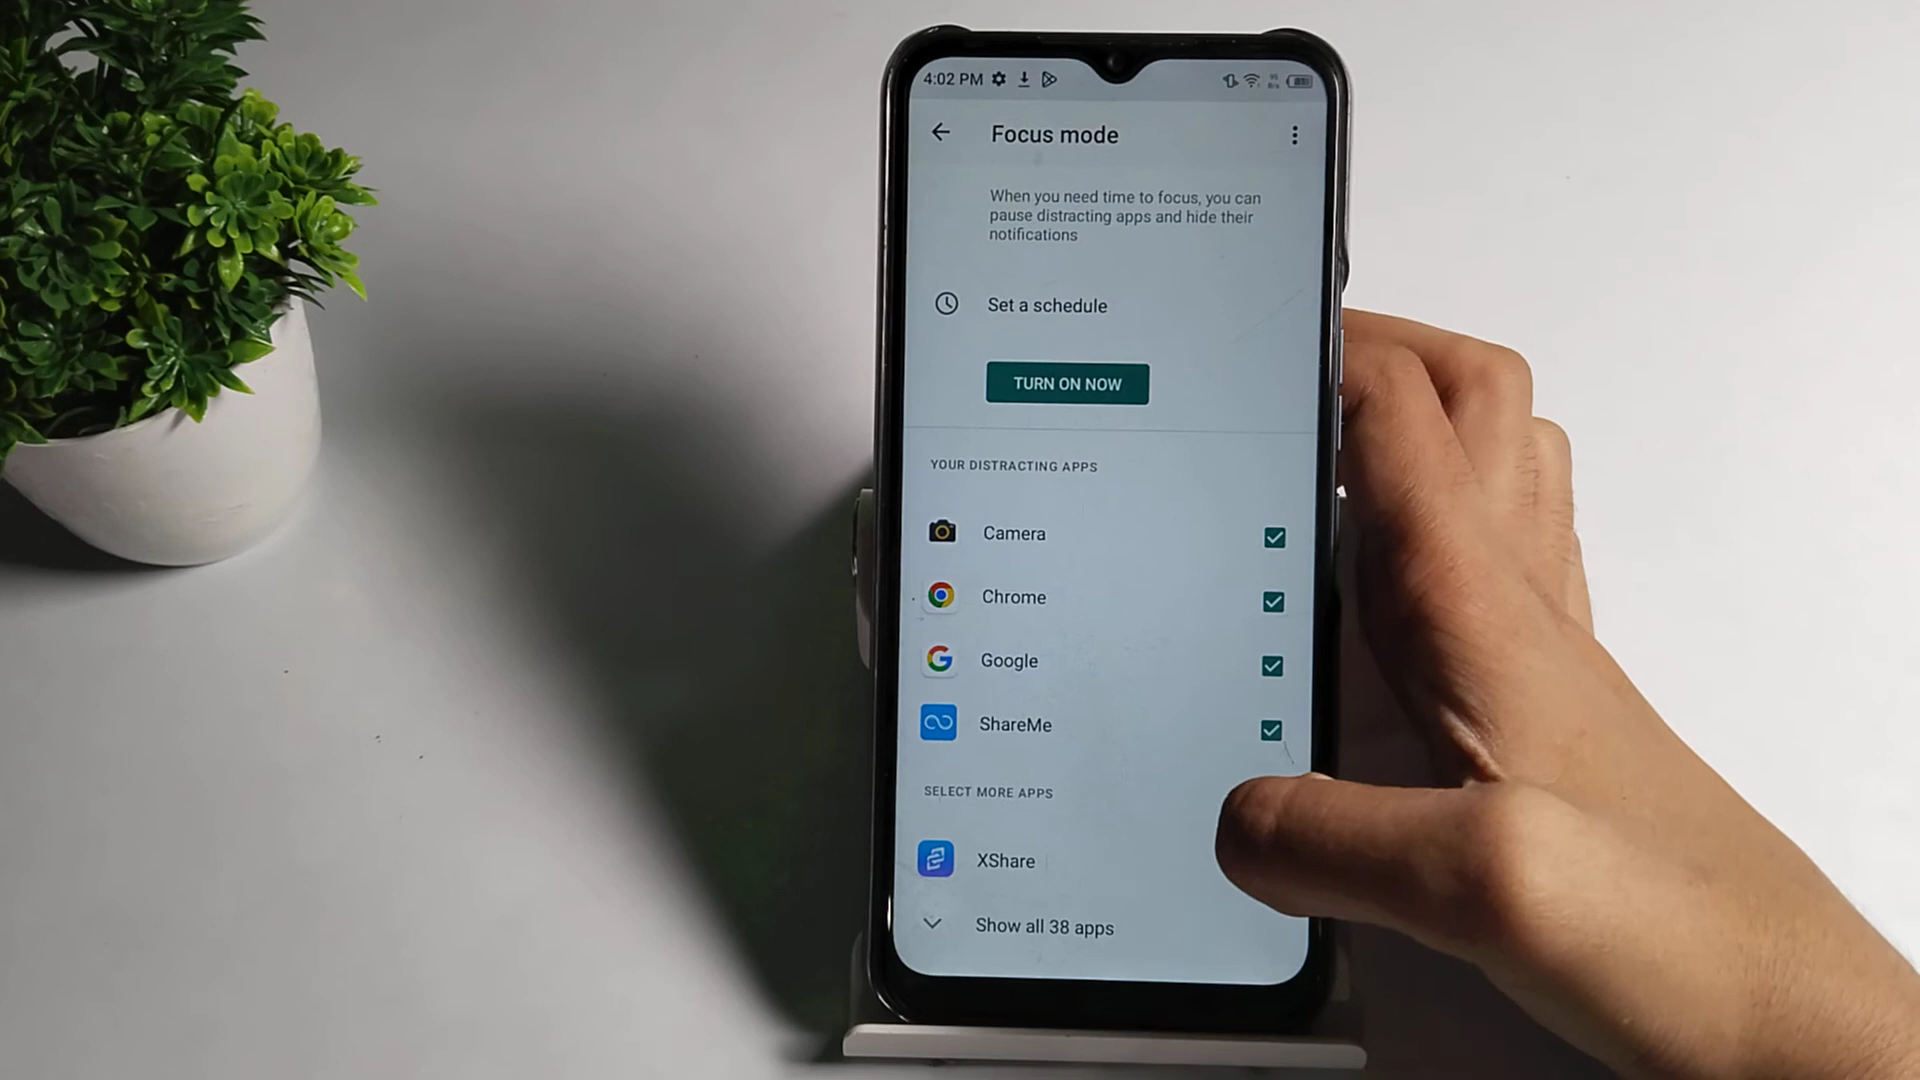 4:02 PM
Focus mode
When you need time to focus, you can
pause distracting apps and hide their
notifications
Set a schedule
TURN ON NOW
YOUR DISTRACTING APPS
Camera
Chrome
Google
ShareMe
SELECT MORE APPS
XShare
Show all 38 apps